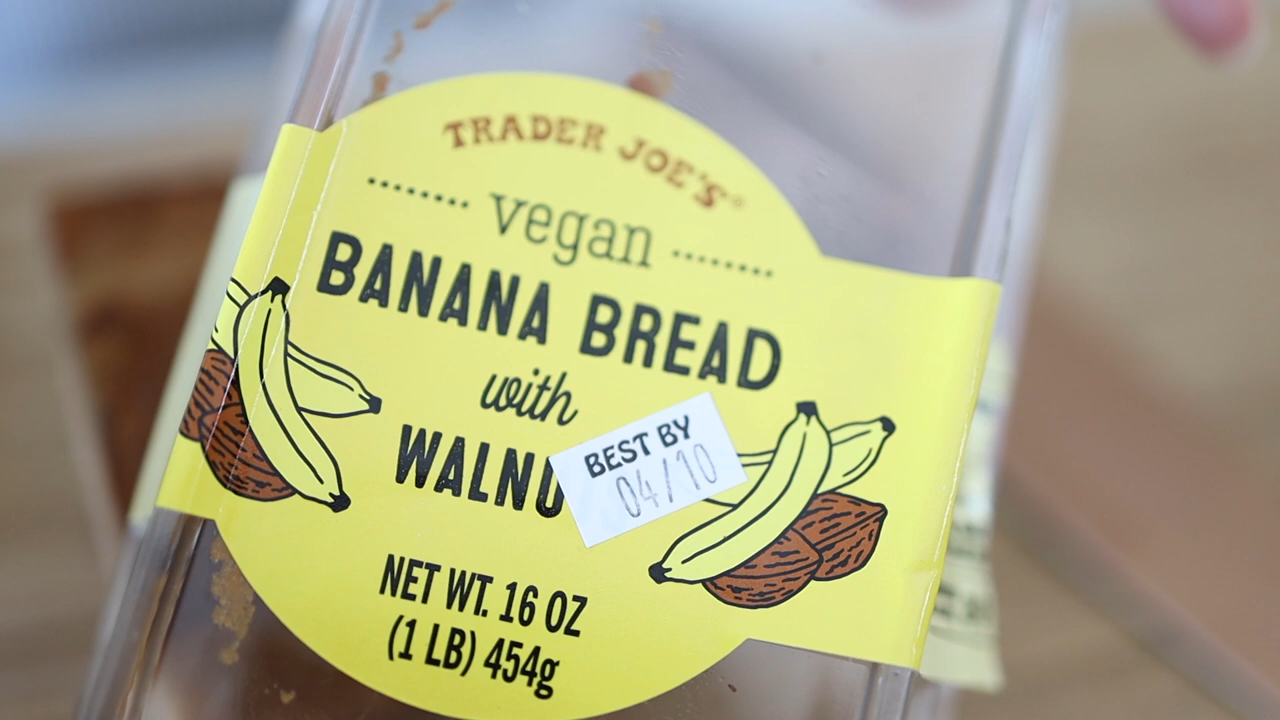 TRADER JOE'S®
vegan
BANANA BREAD
with
WALNU
BEST BY
04/10
NET WT. 16 OZ
(1 LB) 454g